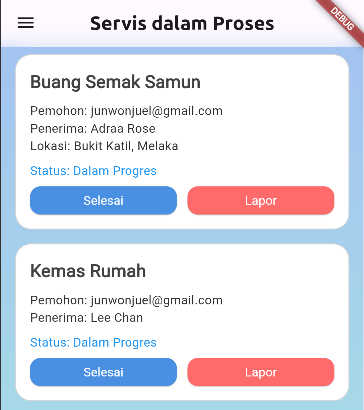 Servis dalam Proses
DEBUG
Buang Semak Samun
Pemohon: junwonjuel@gmail.com
Penerima: Adraa Rose
Lokasi: Bukit Katil, Melaka
Status: Dalam Progres
Selesai
Lapor
Kemas Rumah
Pemohon: junwonjuel@gmail.com
Penerima: Lee Chan
Status: Dalam Progres
Selesai
Lapor